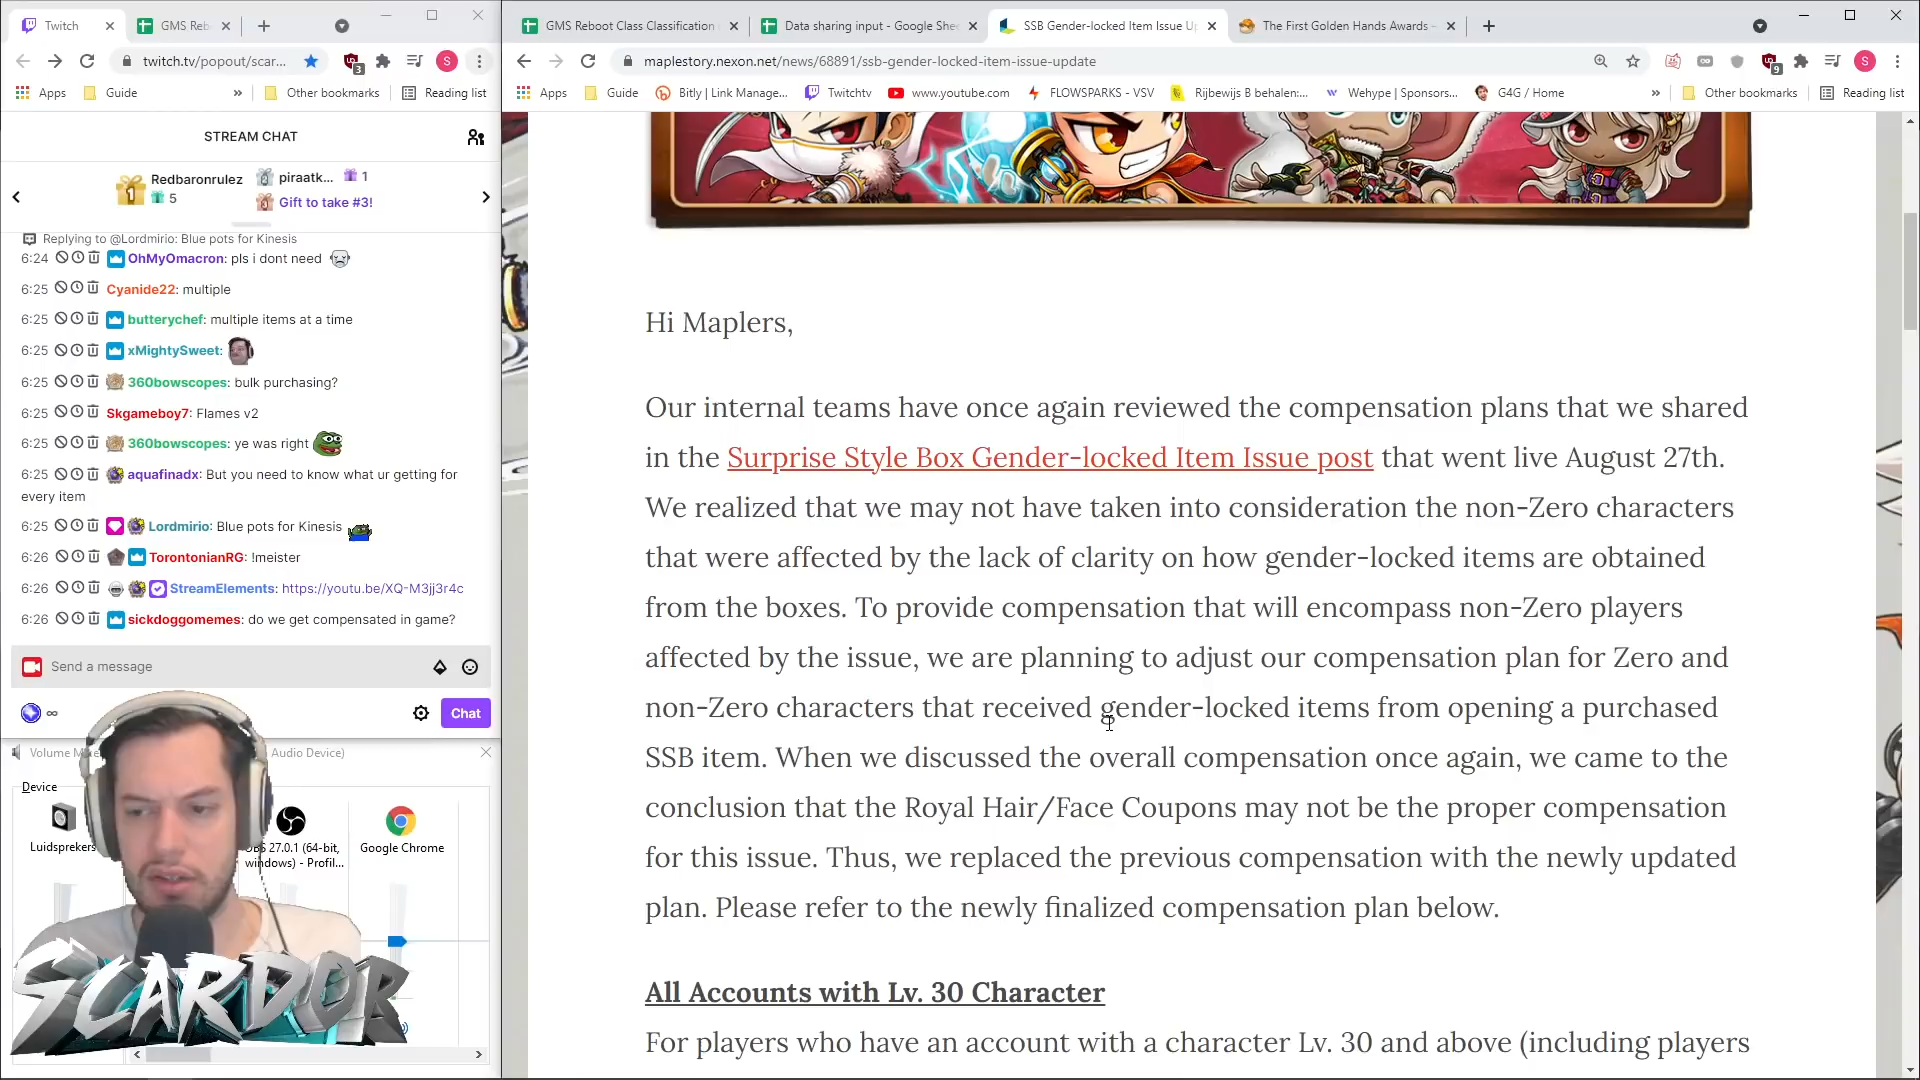 Twitch
GMS Reb
GMS Reboot Class Classification
Data sharing input - Google She
SSB Gender-locked Item Issue U
The First Golden Hands Awards –
twitch.tv/popout/scar...
3
S
maplestory.nexon.net/news/68891/ssb-gender-locked-item-issue-update
9
S
Apps
Guide
»
Other bookmarks
Reading list
Apps
Guide
Bitly | Link Manage...
Twitchtv
www.youtube.com
FLOWSPARKS - VSV
Rijbewijs B behalen:...
Wehype | Sponsors...
G4G / Home
»
Other bookmarks
Reading list
STREAM CHAT
1
Redbaronrulez
5
piraatk...
1
Gift to take #3!
Replying to @Lordmirio: Blue pots for Kinesis
6:24 OhMyOmacron: pls i dont need
6:25 Cyanide22: multiple
6:25 butterychef: multiple items at a time
6:25 xMightySweet:
6:25 360bowscopes: bulk purchasing?
6:25 Skgameboy7: Flames v2
6:25 360bowscopes: ye was right
6:25 aquafinadx: But you need to know what ur getting for
every item
6:25 Lordmirio: Blue pots for Kinesis
6:26 TorontonianRG: !meister
6:26 StreamElements: https://youtu.be/XQ-M3jj3r4c
6:26 sickdoggomemes: do we get compensated in game?
Send a message
∞
Chat
Volume Mi
Audio Device)
Device
Luidsprekers
OBS 27.0.1 (64-bit,
windows) - Profil...
Google Chrome
SCARDOR
Hi Maplers,
Our internal teams have once again reviewed the compensation plans that we shared
in the Surprise Style Box Gender-locked Item Issue post that went live August 27th.
We realized that we may not have taken into consideration the non-Zero characters
that were affected by the lack of clarity on how gender-locked items are obtained
from the boxes. To provide compensation that will encompass non-Zero players
affected by the issue, we are planning to adjust our compensation plan for Zero and
non-Zero characters that received gender-locked items from opening a purchased
SSB item. When we discussed the overall compensation once again, we came to the
conclusion that the Royal Hair/Face Coupons may not be the proper compensation
for this issue. Thus, we replaced the previous compensation with the newly updated
plan. Please refer to the newly finalized compensation plan below.
All Accounts with Lv. 30 Character
For players who have an account with a character Lv. 30 and above (including players